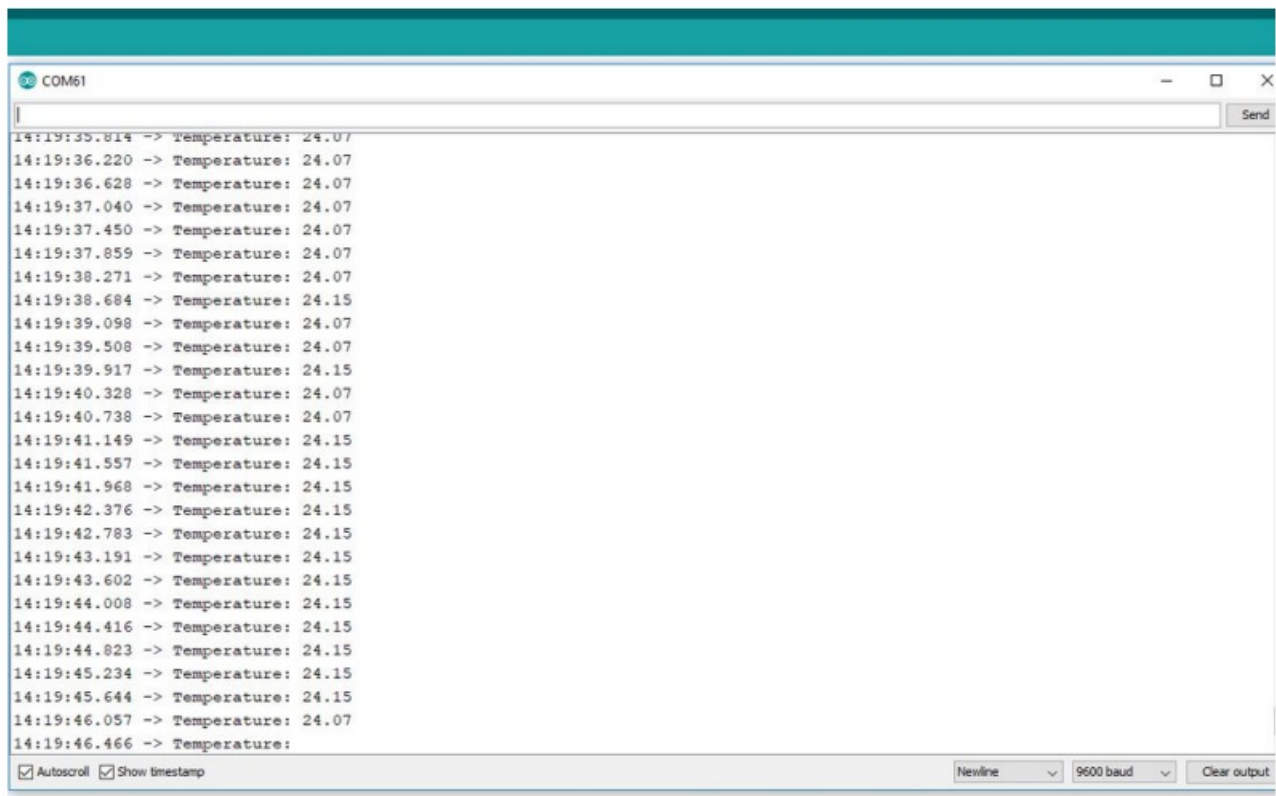 COM61
Send
14:19:35.814 -> Temperature: 24.07
14:19:36.220 -> Temperature: 24.07
14:19:36.628 -> Temperature: 24.07
14:19:37.040 -> Temperature: 24.07
14:19:37.450 -> Temperature: 24.07
14:19:37.859 -> Temperature: 24.07
14:19:38.271 -> Temperature: 24.07
14:19:38.684 -> Temperature: 24.15
14:19:39.098 -> Temperature: 24.07
14:19:39.508 -> Temperature: 24.07
14:19:39.917 -> Temperature: 24.15
14:19:40.328 -> Temperature: 24.07
14:19:40.738 -> Temperature: 24.07
14:19:41.149 -> Temperature: 24.15
14:19:41.557 -> Temperature: 24.15
14:19:41.968 -> Temperature: 24.15
14:19:42.376 -> Temperature: 24.15
14:19:42.783 -> Temperature: 24.15
14:19:43.191 -> Temperature: 24.15
14:19:43.602 -> Temperature: 24.15
14:19:44.008 -> Temperature: 24.15
14:19:44.416 -> Temperature: 24.15
14:19:44.823 -> Temperature: 24.15
14:19:45.234 -> Temperature: 24.15
14:19:45.644 -> Temperature: 24.15
14:19:46.057 -> Temperature: 24.07
14:19:46.466 -> Temperature:
Autoscroll Show timestamp Newline 9600 baud Clear output